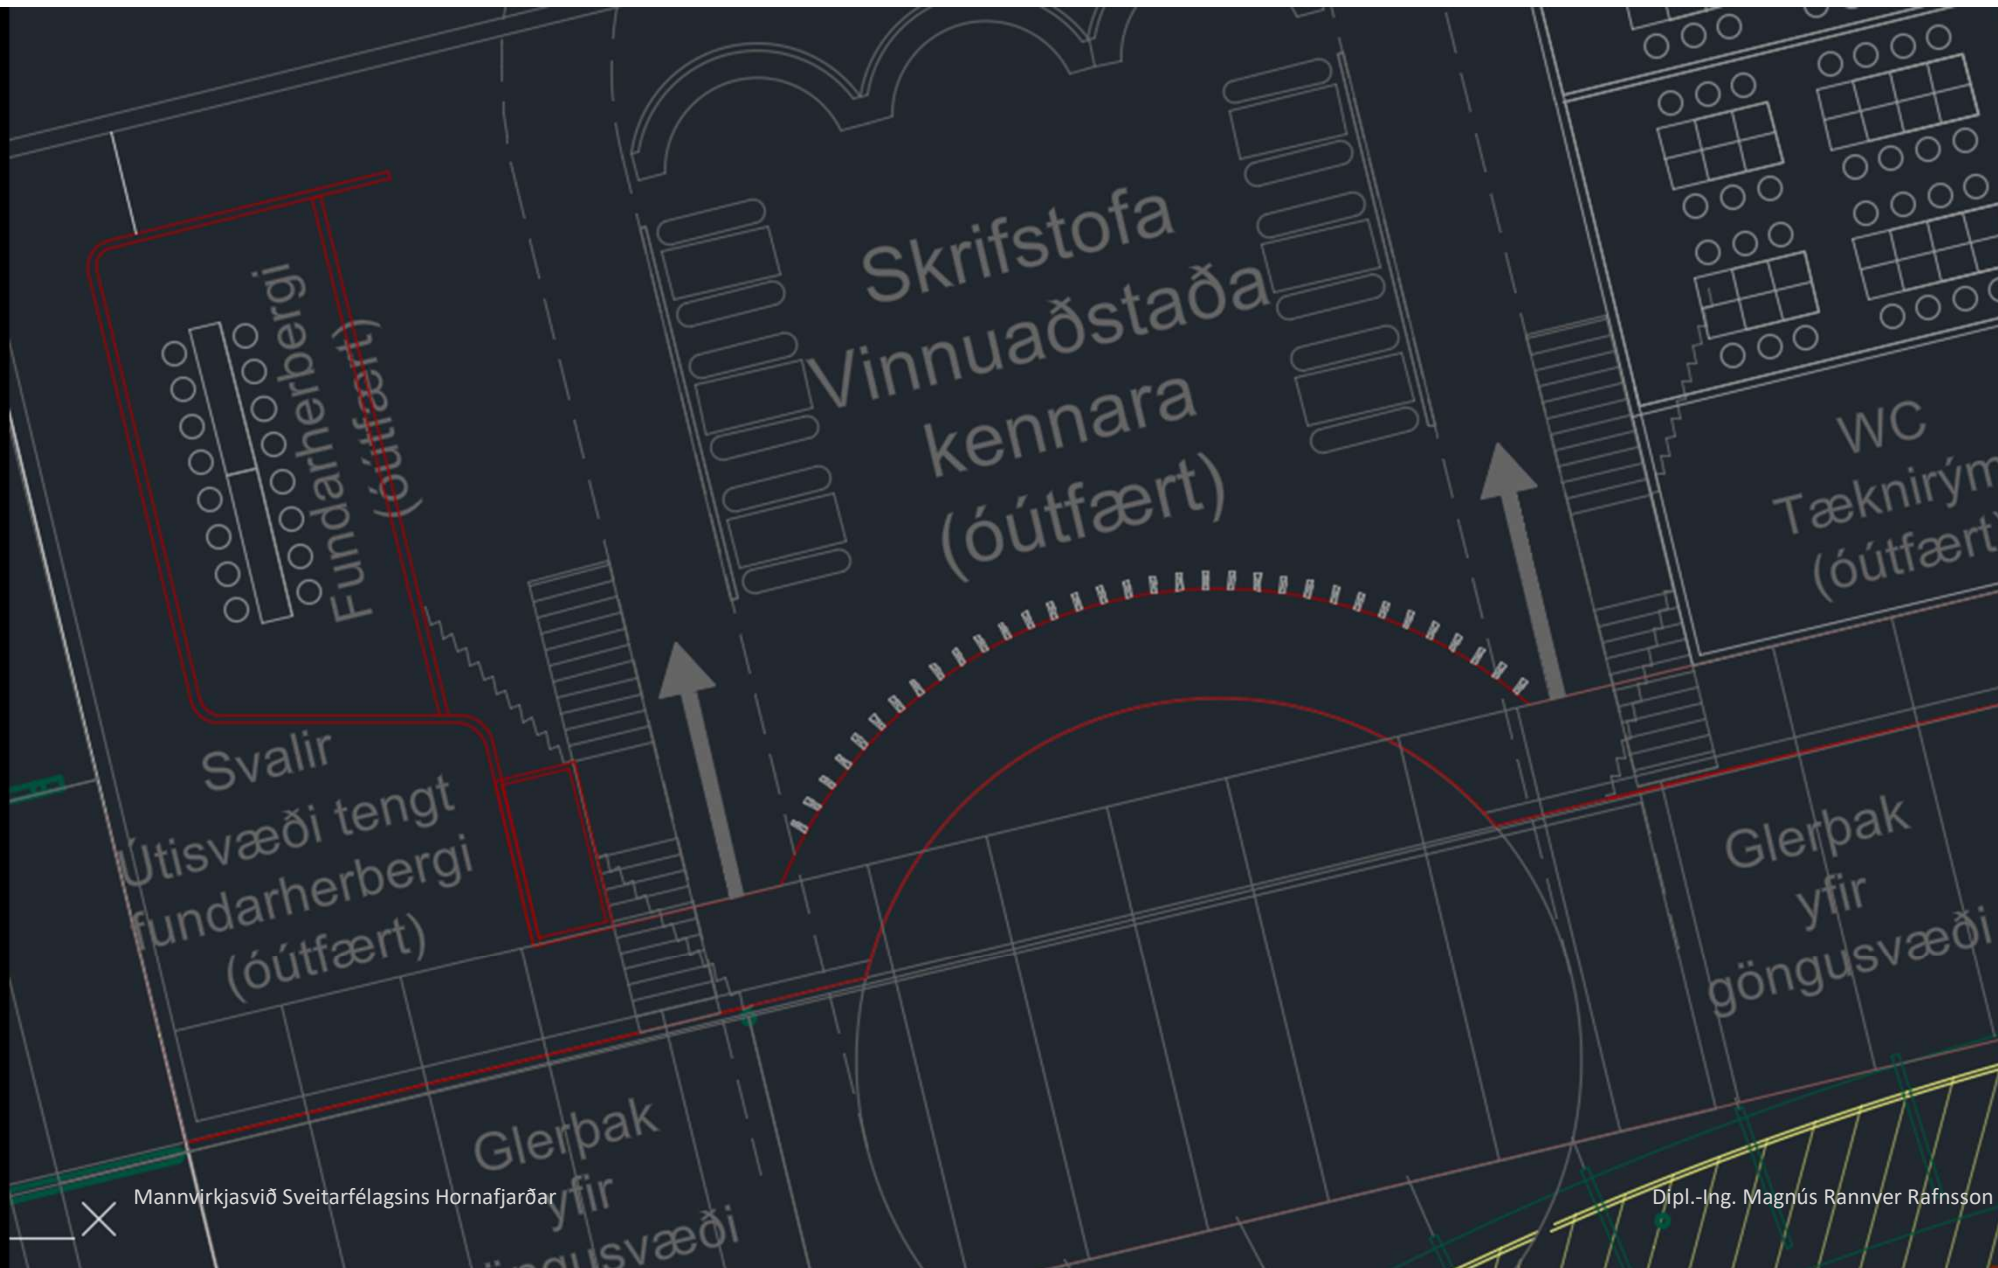 Skrifstofa
Vinnuaðstaða
kennara
(óútfært)
Fundarherbergi
(óútfært)
WC
(óútfært)
Svalir
Útisvæði tengt
fundarherbergi
(óútfært)
Glerþak
yfir
göngusvæði
Glerþak
yfir
Mannvirkjasvið Sveitarfélagsins Hornafjarðar
Dipl.-Ing. Magnús Rannver Rafnsson